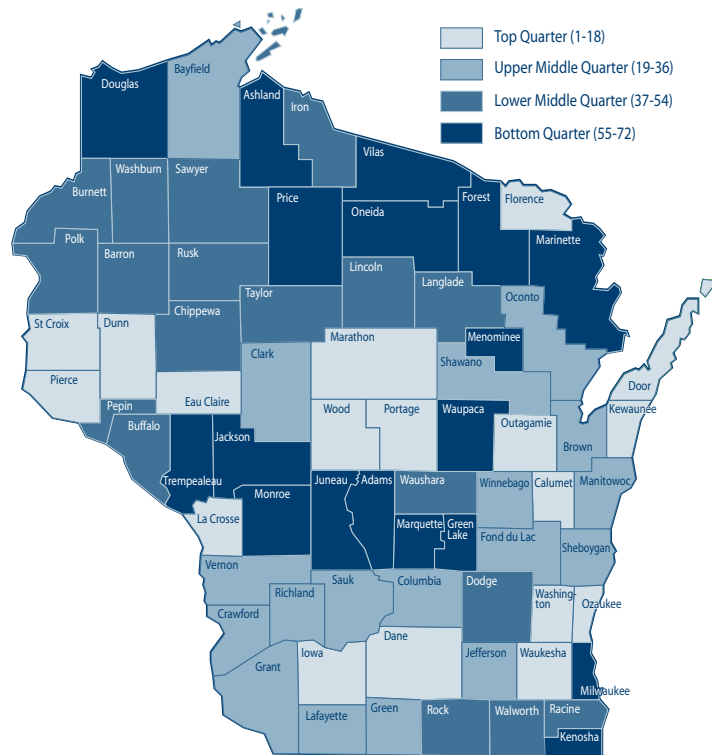 Top Quarter (1-18)
Upper Middle Quarter (19-36)
Lower Middle Quarter (37-54)
Bottom Quarter (55-72)
Douglas
Bayfield
Ashland
Iron
Vilas
Burnett
Washburn
Sawyer
Price
Oneida
Forest
Florence
Marinette
Polk
Barron
Rusk
Taylor
Lincoln
Langlade
Oconto
St Croix
Dunn
Chippewa
Clark
Marathon
Menominee
Shawano
Door
Pierce
Pepin
Eau Claire
Buffalo
Wood
Portage
Waupaca
Outagamie
Brown
Kewaunee
Trempealeau
Jackson
Monroe
Juneau
Adams
Waushara
Winnebago
Calumet
Manitowoc
La Crosse
Marquette
Green
Lake
Fond du Lac
Sheboygan
Vernon
Richland
Sauk
Columbia
Dodge
Washing-
ton
Ozaukee
Crawford
Grant
Iowa
Dane
Jefferson
Waukesha
Milwaukee
Lafayette
Green
Rock
Walworth
Racine
Kenosha